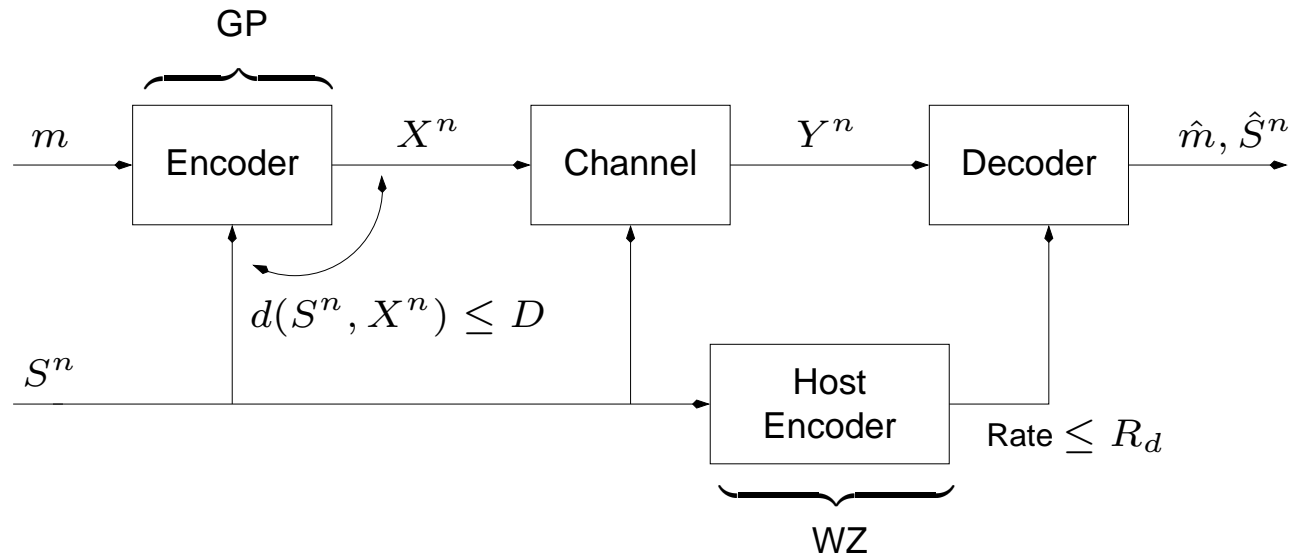 GP
m
Encoder
X^n
Channel
Y^n
Decoder
\hat{m}, \hat{S}^n
d(S^n, X^n) ≤ D
S^n
Host
Encoder
Rate ≤ R_d
WZ